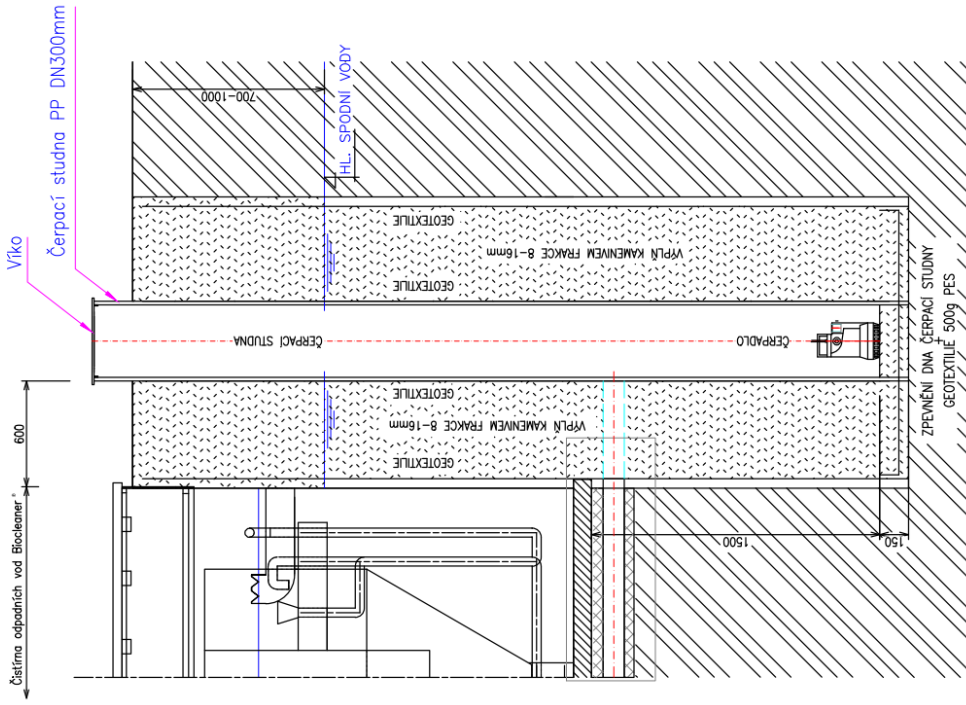 Víko
Čerpací studna PP DN300mm
700-1000
HL. SPODNÍ VODY
600
Čistírna odpadních vod Biocleaner®
GEOTEXTILIE
VÝPLŇ KAMENIVEM FRAKCE 8-16mm
GEOTEXTILIE
ČERPACÍ STUDNA
ČERPADLO
GEOTEXTILIE
VÝPLŇ KAMENIVEM FRAKCE 8-16mm
GEOTEXTILIE
1500
150
ZPEVNĚNÍ DNA ČERPACÍ STUDNY
+
GEOTEXTILIE 500g PES